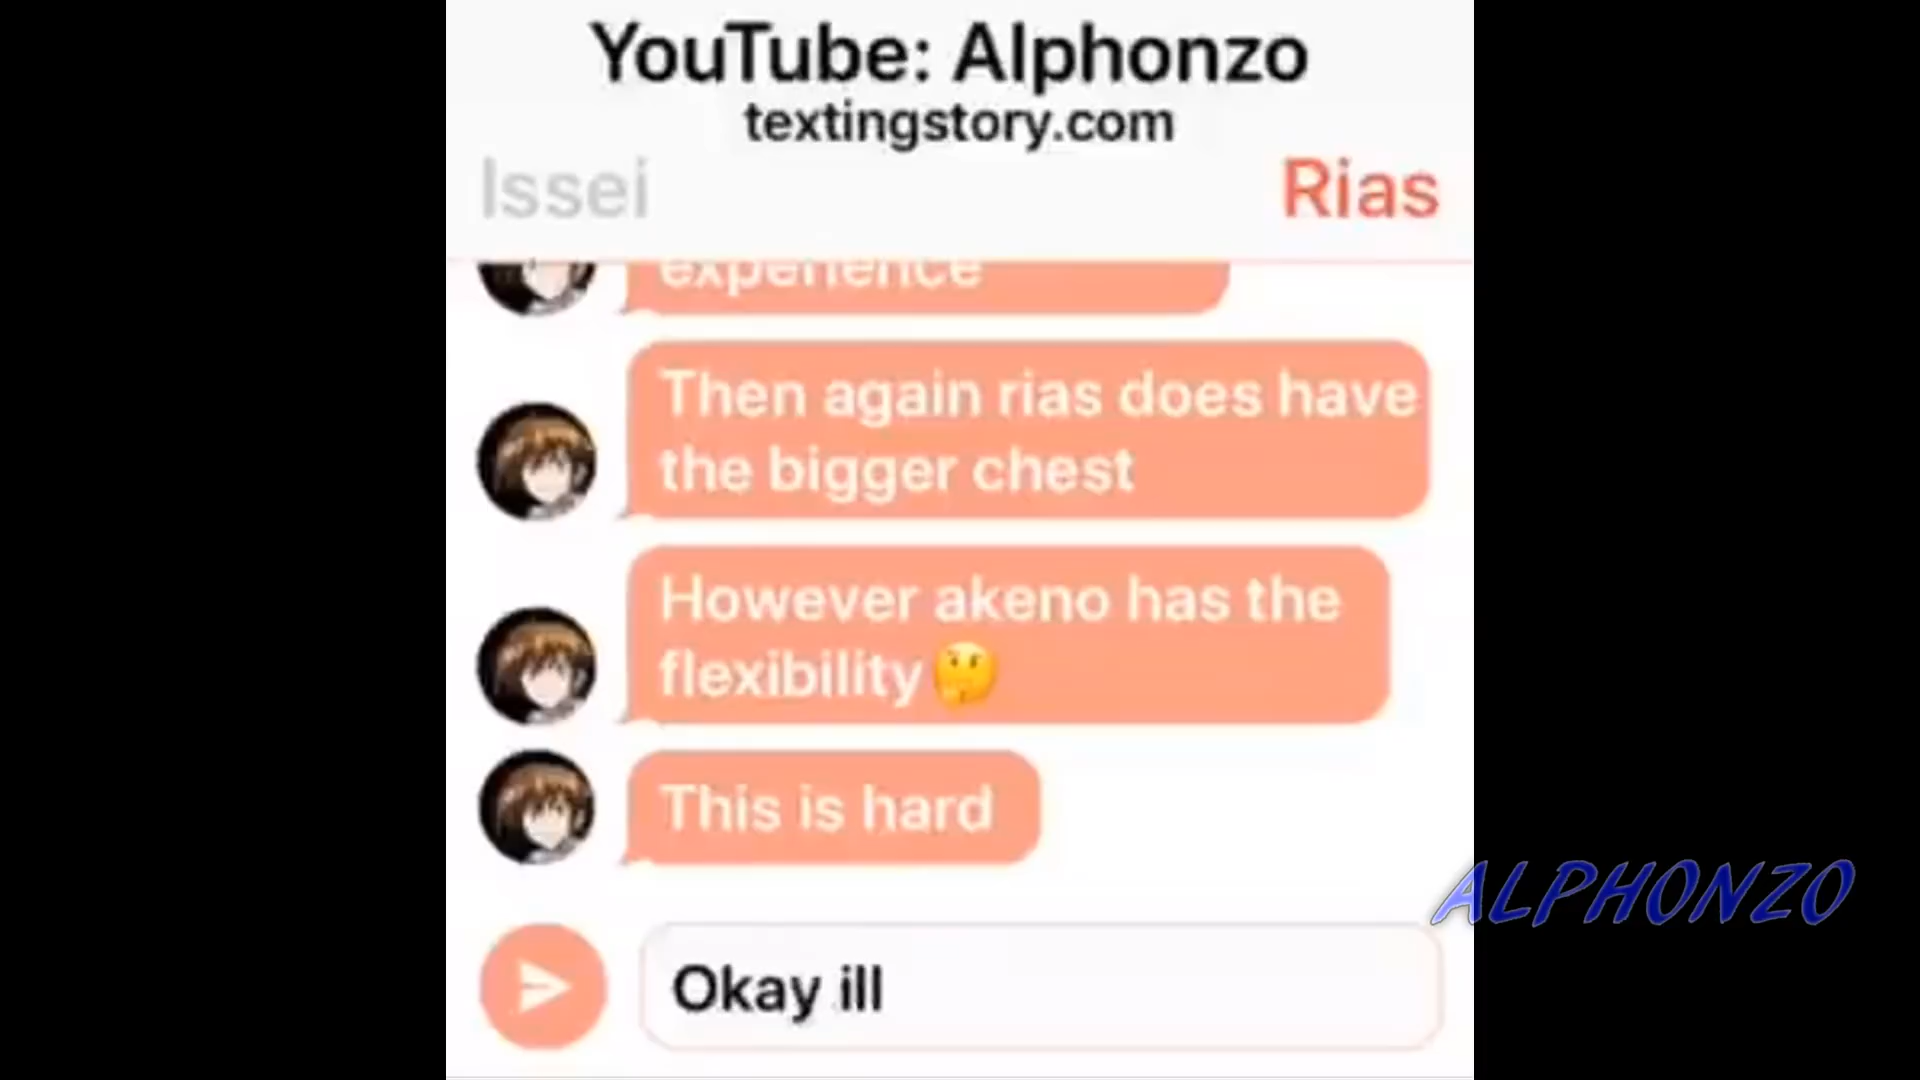 YouTube: Alphonzo
textingstory.com
Issei
Rias
experience
Then again rias does have
the bigger chest
However akeno has the
flexibility🤔
This is hard
ALPHONZO
Okay ill